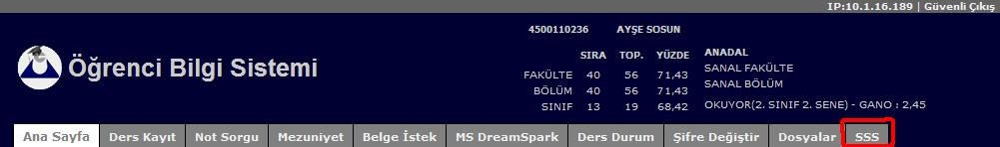 IP:10.1.16.189 | Güvenli Çıkış
4500110236 AYŞE SOSUN
Öğrenci Bilgi Sistemi
SIRA TOP. YÜZDE
FAKÜLTE 40 56 71,43
BÖLÜM 40 56 71,43
SINIF 13 19 68,42
ANADAL
SANAL FAKÜLTE
SANAL BÖLÜM
OKUYOR(2. SINIF 2. SENE) - GANO : 2,45
Ana Sayfa Ders Kayıt Not Sorgu Mezuniyet Belge İstek MS DreamSpark Ders Durum Şifre Değiştir Dosyalar SSS